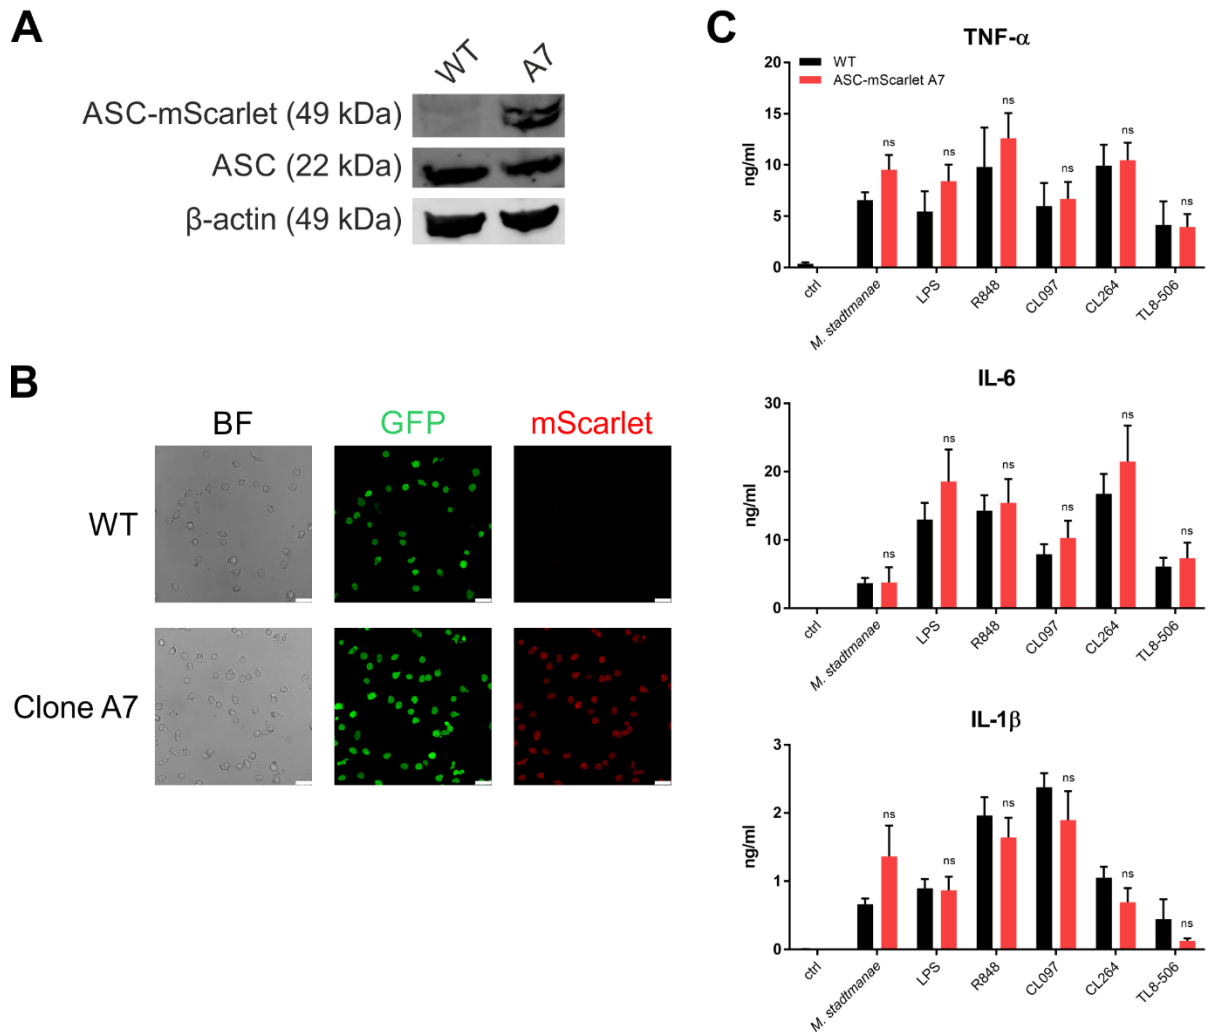 A
WT
A7
ASC-mScarlet (49 kDa)
ASC (22 kDa)
β-actin (49 kDa)
B
BF
GFP
mScarlet
WT
Clone A7
C
TNF-α
WT
ASC-mScarlet A7
ng/ml
20
15
10
5
0
ns
ns
ns
ns
ns
ns
ctrl
M. stadtmanae
LPS
R848
CL097
CL264
TL8-506
IL-6
ng/ml
30
20
10
0
ns
ns
ns
ns
ns
ns
ctrl
M. stadtmanae
LPS
R848
CL097
CL264
TL8-506
IL-1β
ng/ml
3
2
1
0
ns
ns
ns
ns
ns
ns
ctrl
M. stadtmanae
LPS
R848
CL097
CL264
TL8-506